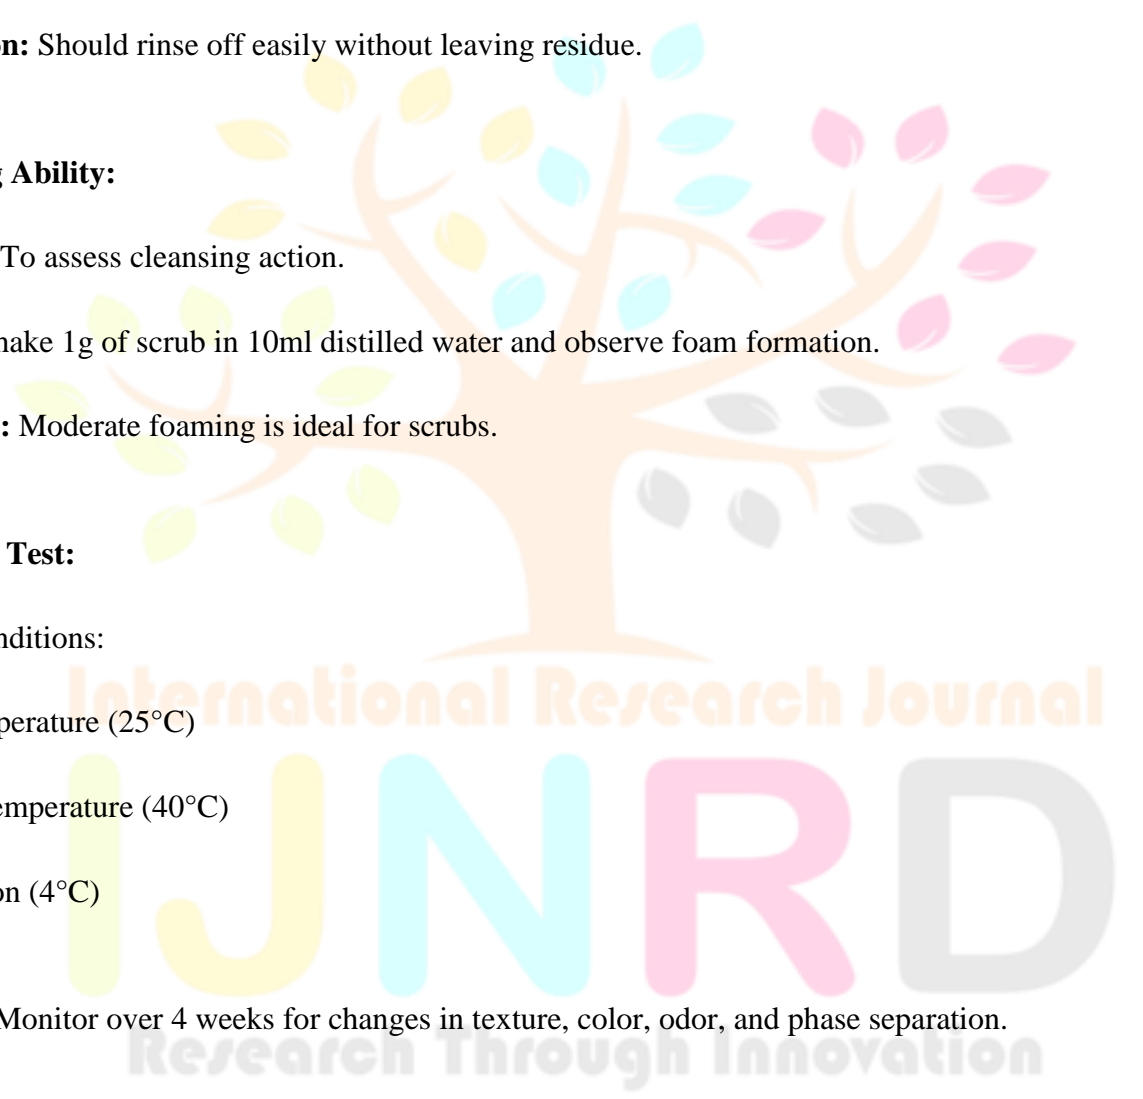 on: Should rinse off easily without leaving residue.
g Ability:
To assess cleansing action.
hake 1g of scrub in 10ml distilled water and observe foam formation.
: Moderate foaming is ideal for scrubs.
Test:
nditions:
International Research Journal
perature (25°C)
emperature (40°C)
IJNRD
on (4°C)
Monitor over 4 weeks for changes in texture, color, odor, and phase separation.
Research Through Innovation